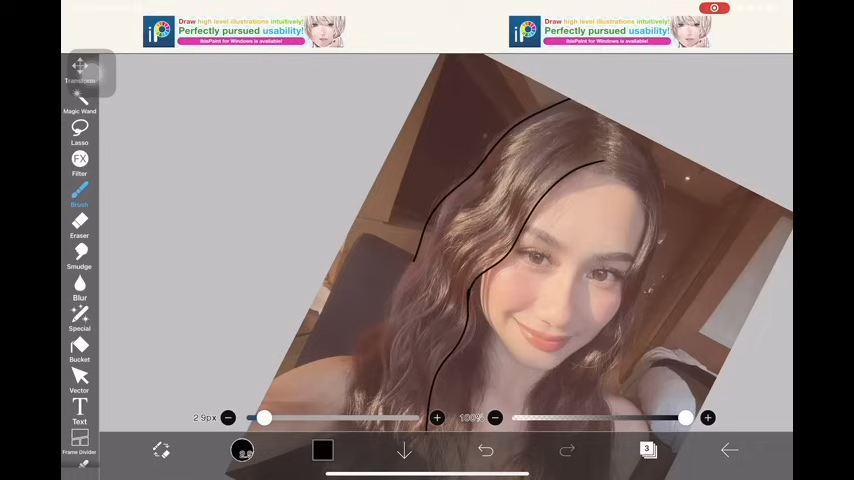 Draw high level illustrations intuitively!
Perfectly pursued usability!
ibisPaint for Windows is available!
Draw high level illustrations intuitively!
Perfectly pursued usability!
ibisPaint for Windows is available!
Transform
Magic Wand
Lasso
FX
Filter
Brush
Eraser
Smudge
Blur
Special
Bucket
Vector
T
Text
Frame Divider
2.9px
100%
2.9
3